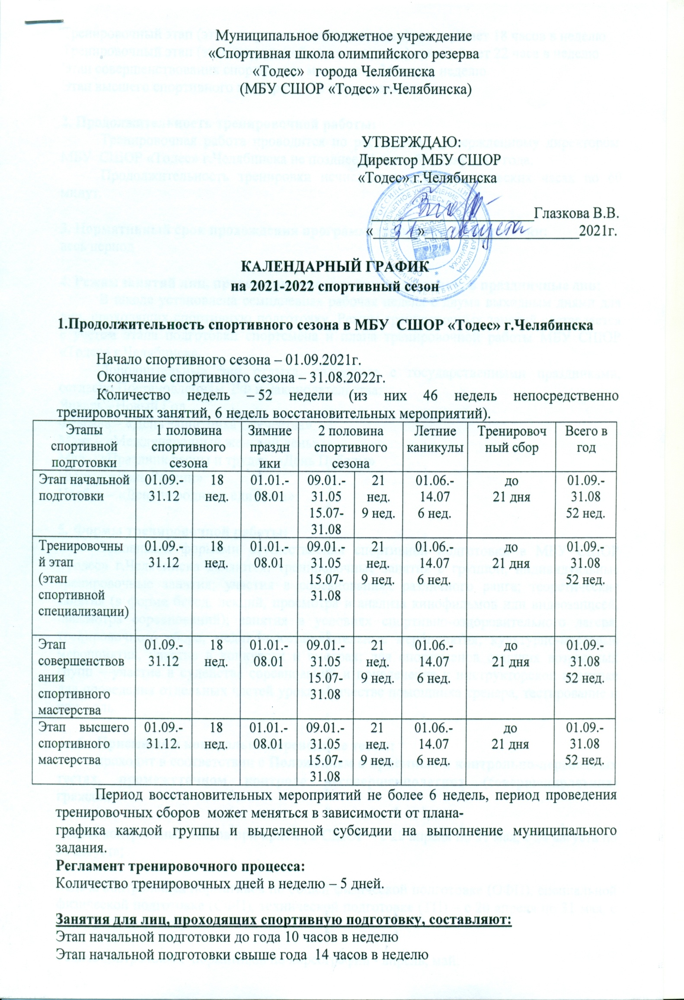 Муниципальное бюджетное учреждение
«Спортивная школа олимпийского резерва
«Тодес» города Челябинска
(МБУ СШОР «Тодес» г.Челябинска)
УТВЕРЖДАЮ:
Директор МБУ СШОР
«Тодес» г. Челябинска
Глазкова В.В.
«31» августа 2021г.
КАЛЕНДАРНЫЙ ГРАФИК
на 2021-2022 спортивный сезон
1.Продолжительность спортивного сезона в МБУ СШОР «Тодес» г.Челябинска
Начало спортивного сезона – 01.09.2021г.
Окончание спортивного сезона – 31.08.2022г.
Количество недель – 52 недели (из них 46 недель непосредственно
тренировочных занятий, 6 недель восстановительных мероприятий).
Этапы 1 половина Зимние 2 половина Летние Тренировоч Всего в
спортивной спортивного праздн спортивного каникулы ный сбор год
подготовки сезона ики сезона
Этап начальной 01.09.- 18 01.01.- 09.01.- 21 01.06.- до 01.09.-
подготовки 31.12 нед. 08.01 31.05 нед. 14.07 21 дня 31.08
15.07- 9 нед. 6 нед. 52 нед.
31.08
Тренировочны 01.09.- 18 01.01.- 09.01.- 21 01.06.- до 01.09.-
й этап 31.12 нед. 08.01 31.05 нед. 14.07 21 дня 31.08
(этап 15.07- 9 нед. 6 нед. 52 нед.
спортивной 31.08
специализации)
Этап 01.09.- 18 01.01.- 09.01.- 21 01.06.- до 01.09.-
совершенствов 31.12 нед. 08.01 31.05 нед. 14.07 21 дня 31.08
ания 15.07- 9 нед. 6 нед. 52 нед.
спортивного 31.08
мастерства
Этап высшего 01.09.- 18 01.01.- 09.01.- 21 01.06.- до 01.09.-
спортивного 31.12. нед. 08.01 31.05 нед. 14.07 21 дня 31.08
мастерства 15.07- 9 нед. 6 нед. 52 нед.
31.08
Период восстановительных мероприятий не более 6 недель, период проведения
тренировочных сборов может меняться в зависимости от плана-
графика каждой группы и выделенной субсидии на выполнение муниципального
задания.
Регламент тренировочного процесса:
Количество тренировочных дней в неделю – 5 дней.
Занятия для лиц, проходящих спортивную подготовку, составляют:
Этап начальной подготовки до года 10 часов в неделю
Этап начальной подготовки свыше года 14 часов в неделю